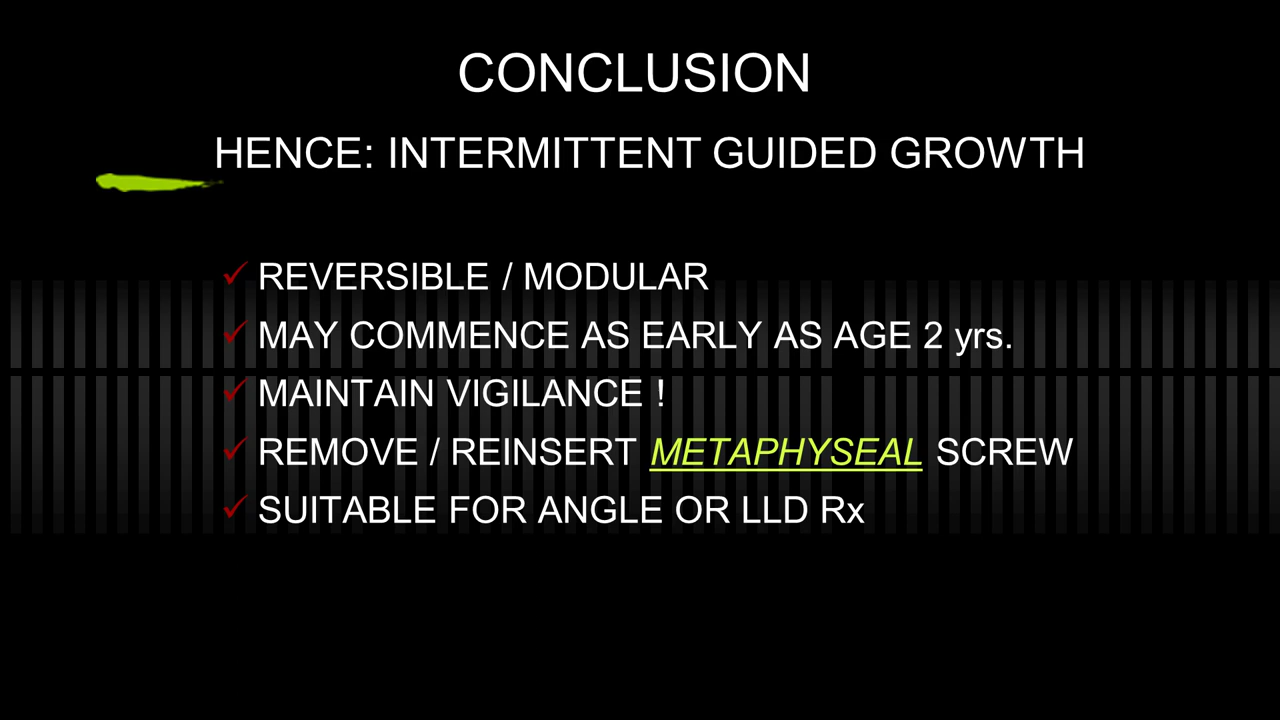 CONCLUSION
HENCE: INTERMITTENT GUIDED GROWTH
REVERSIBLE / MODULAR
MAY COMMENCE AS EARLY AS AGE 2 yrs.
MAINTAIN VIGILANCE !
REMOVE / REINSERT METAPHYSEAL SCREW
SUITABLE FOR ANGLE OR LLD Rx